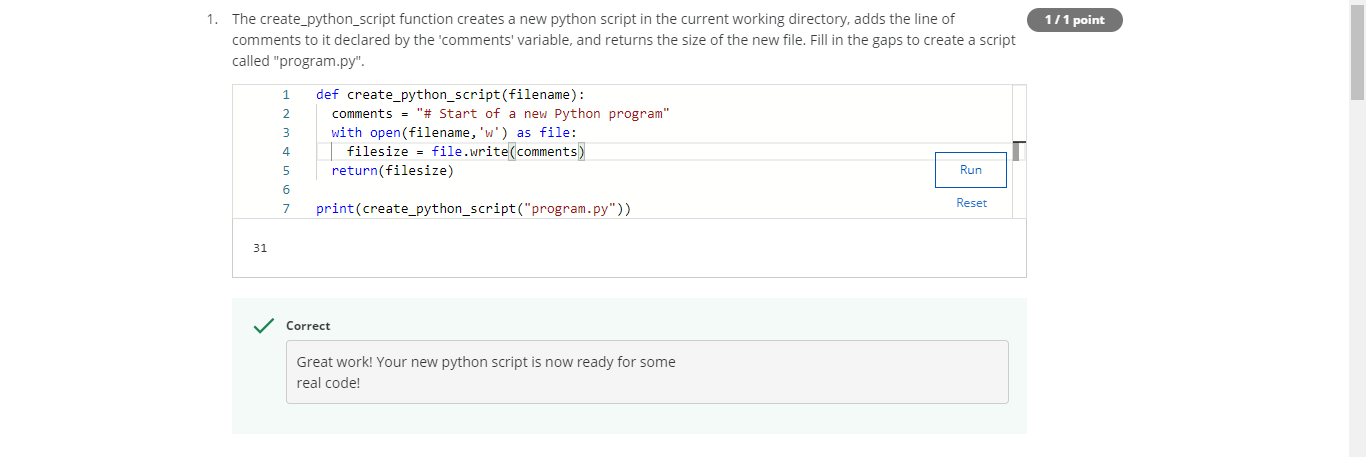 1. The create_python_script function creates a new python script in the current working directory, adds the line of
1 / 1 point
comments to it declared by the 'comments' variable, and returns the size of the new file. Fill in the gaps to create a script
called "program.py".
1 def create_python_script(filename):
2 comments = "# Start of a new Python program"
3 with open(filename,'w') as file:
4 filesize = file.write(comments)
5 return(filesize)
Run
6
7 print(create_python_script("program.py"))
Reset
31
Correct
Great work! Your new python script is now ready for some
real code!